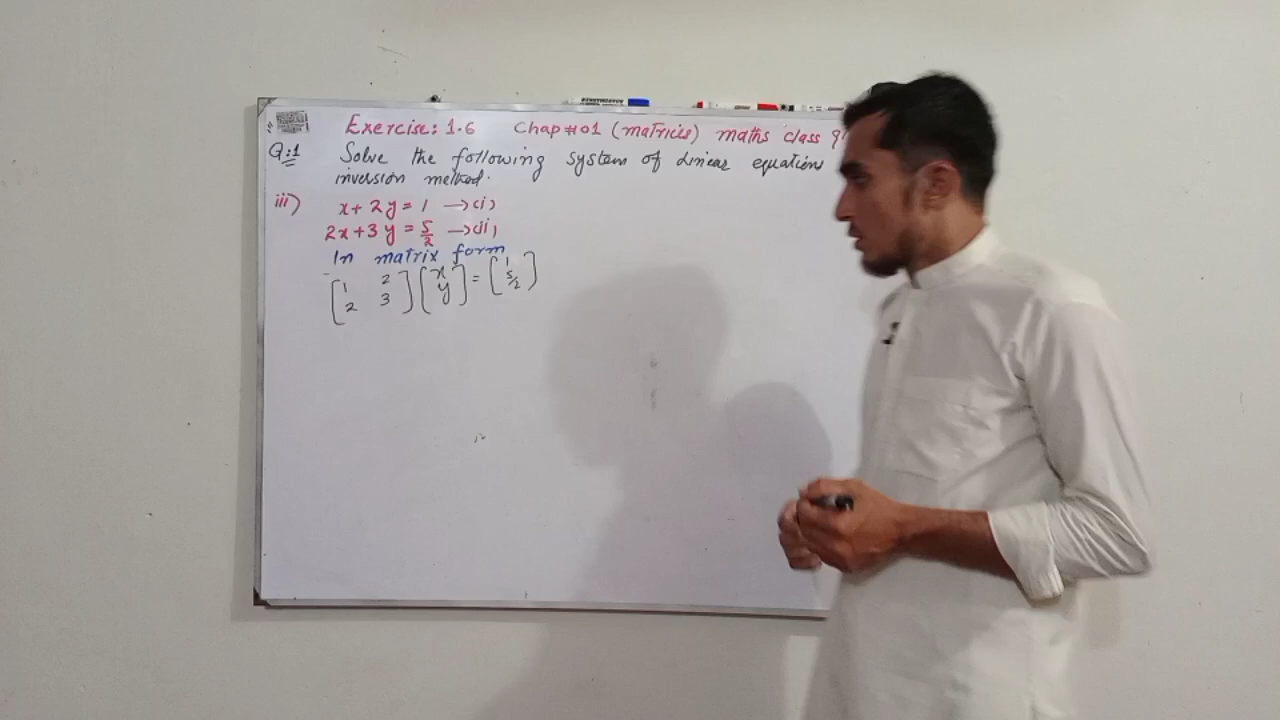 Exercise: 1.6 Chap#01 (matrices) maths class 9
Q:1 Solve the following system of Linear equations
inversion method.
iii) x+2y=1 →(i)
2x+3y=5/2 →(ii)
In matrix form
[1 2
2 3][x
y]=[1
5/2]